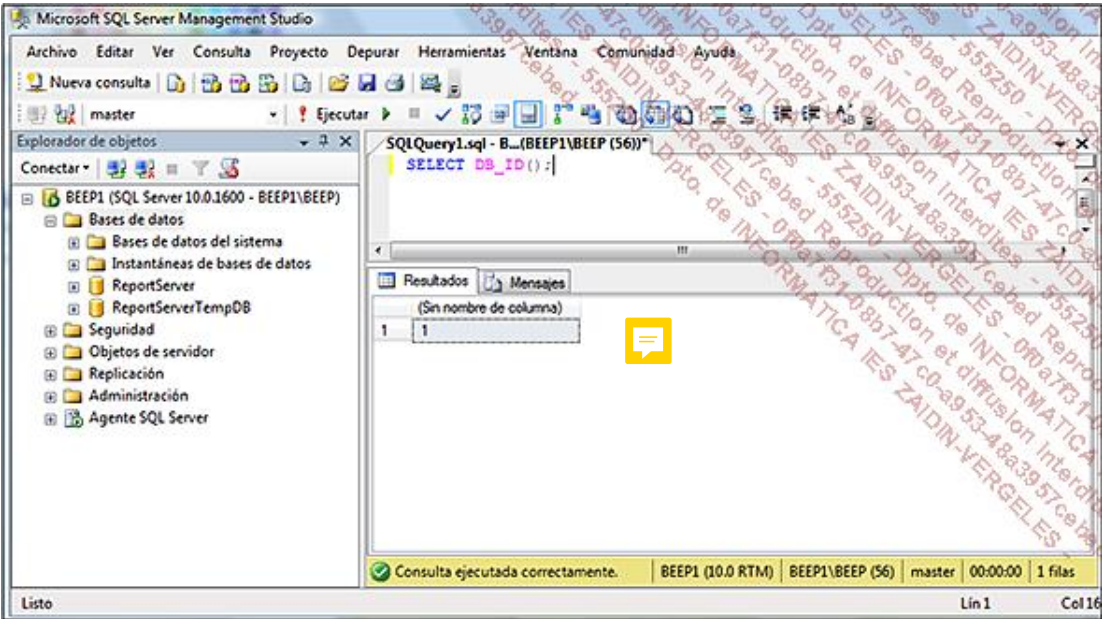 Microsoft SQL Server Management Studio
Archivo Editar Ver Consulta Proyecto Depurar Herramientas Ventana Comunidad Ayuda
Nueva consulta
master Ejecutar
Explorador de objetos
SQLQuery1.sql - B...(BEEP1\BEEP (56))*
Conectar
SELECT DB_ID();
BEEP1 (SQL Server 10.0.1600 - BEEP1\BEEP)
Bases de datos
Bases de datos del sistema
Instantáneas de bases de datos
ReportServer
ReportServerTempDB
Seguridad
Objetos de servidor
Replicación
Administración
Agente SQL Server
Resultados Mensajes
(Sin nombre de columna)
1 1
Consulta ejecutada correctamente. BEEP1 (10.0 RTM) BEEP1\BEEP (56) master 00:00:00 1 filas
Listo Lín 1 Col 16